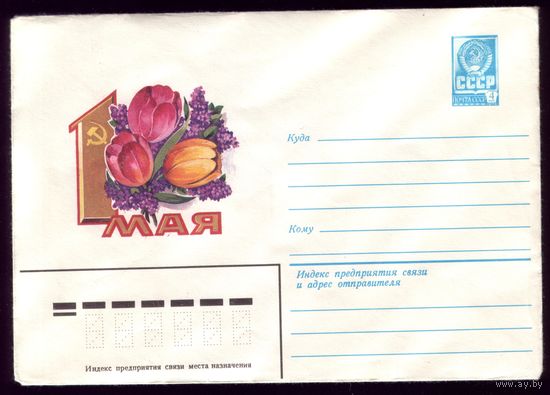 СССР
4
ПОЧТА СССР
Куда
1
МАЯ
Кому
Индекс предприятия связи
и адрес отправителя
Индекс предприятия связи места назначения
www.ay.by